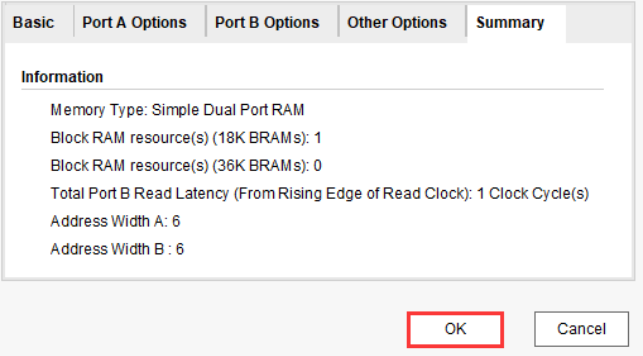 Basic Port A Options Port B Options Other Options Summary
Information
Memory Type: Simple Dual Port RAM
Block RAM resource(s) (18K BRAMs): 1
Block RAM resource(s) (36K BRAMs): 0
Total Port B Read Latency (From Rising Edge of Read Clock): 1 Clock Cycle(s)
Address Width A: 6
Address Width B : 6
OK Cancel